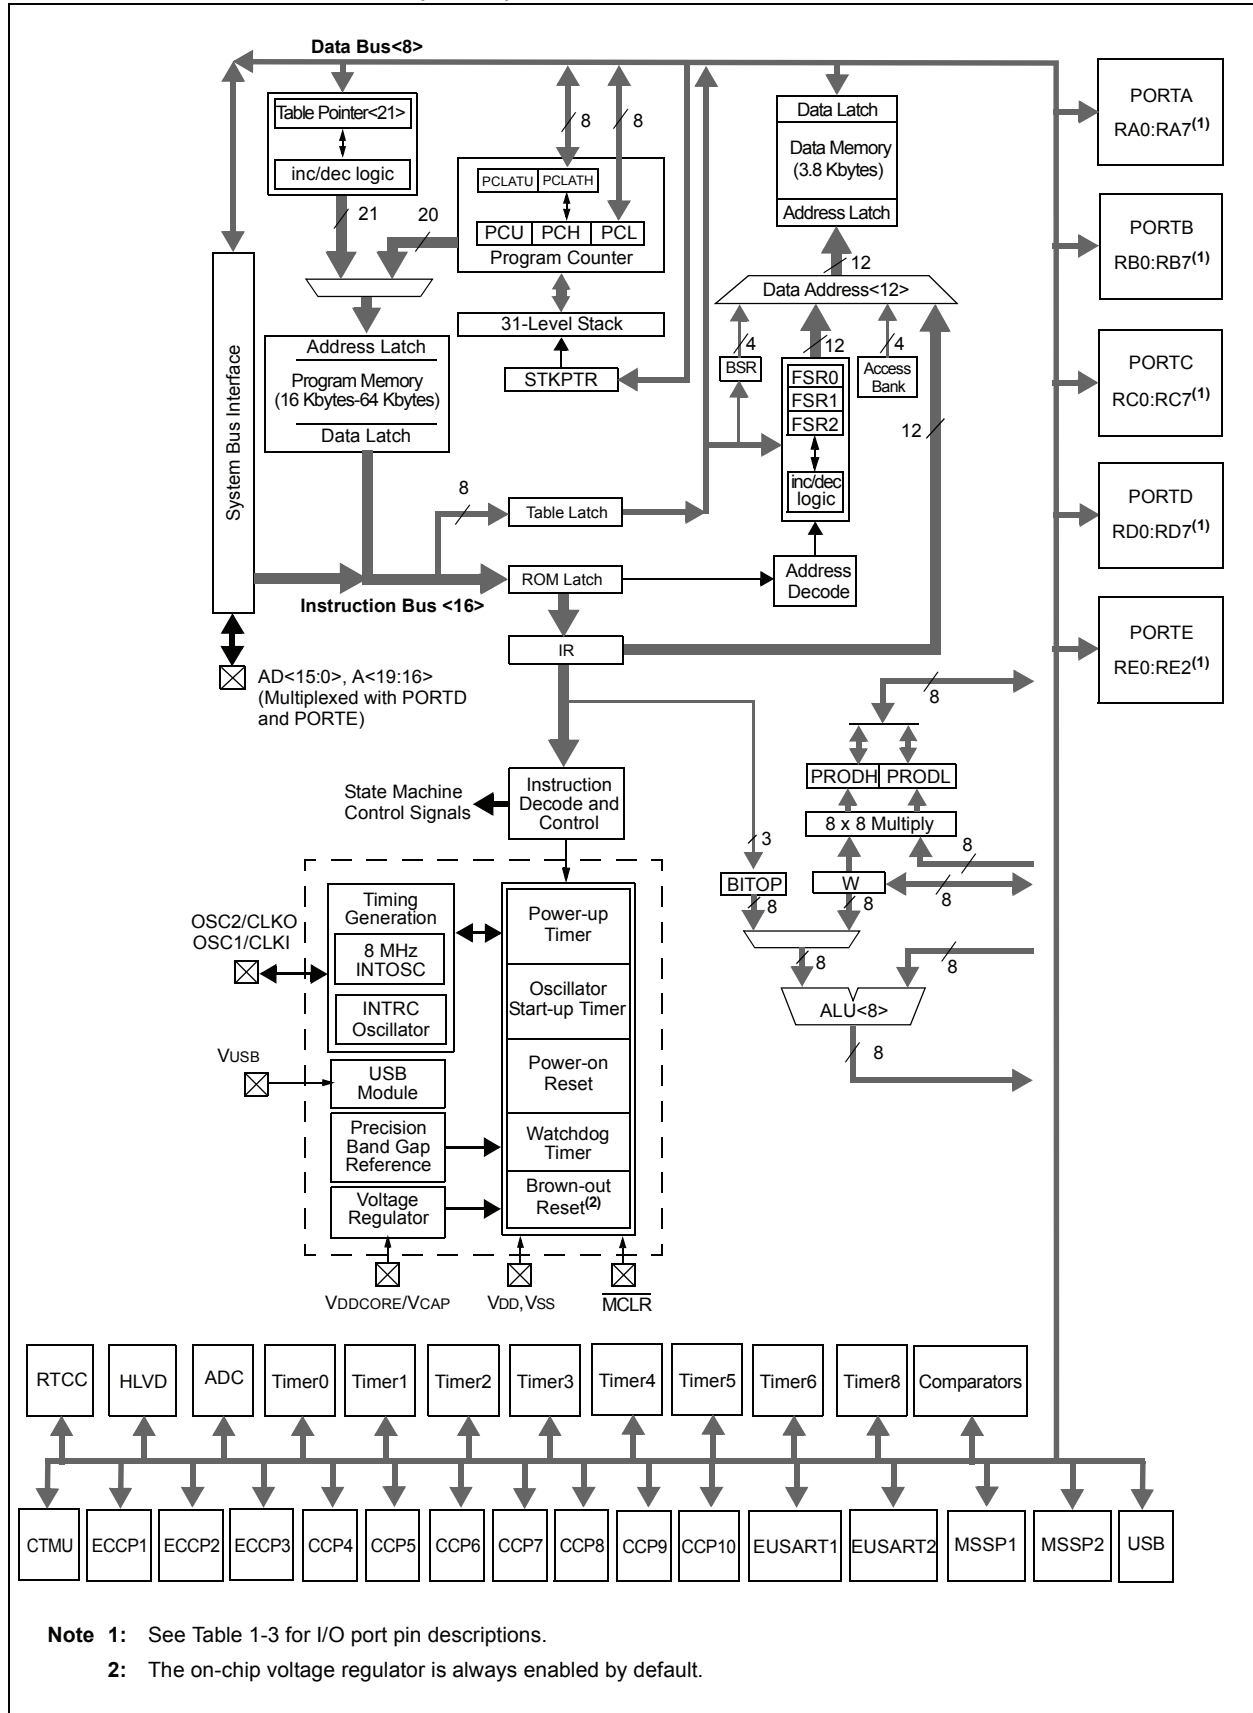 Data Bus<8>
Table Pointer<21>
inc/dec logic
21
20
8
8
PCLATU PCLATH
PCU PCH PCL
Program Counter
31-Level Stack
STKPTR
Data Latch
Data Memory
(3.8 Kbytes)
Address Latch
12
Data Address<12>
4
12
4
BSR
FSR0
FSR1
FSR2
inc/dec
logic
Access
Bank
12
Address
Decode
System Bus Interface
Address Latch
Program Memory
(16 Kbytes-64 Kbytes)
Data Latch
8
Table Latch
ROM Latch
Instruction Bus <16>
IR
AD<15:0>, A<19:16>
(Multiplexed with PORTD
and PORTE)
PORTA
RA0:RA7(1)
PORTB
RB0:RB7(1)
PORTC
RC0:RC7(1)
PORTD
RD0:RD7(1)
PORTE
RE0:RE2(1)
State Machine
Control Signals
Instruction
Decode and
Control
8
PRODH PRODL
8 x 8 Multiply
3
8
BITOP
W
8
8
8
8
8
ALU<8>
8
OSC2/CLKO
OSC1/CLKI
Timing
Generation
8 MHz
INTOSC
INTRC
Oscillator
VUSB
USB
Module
Precision
Band Gap
Reference
Voltage
Regulator
Power-up
Timer
Oscillator
Start-up Timer
Power-on
Reset
Watchdog
Timer
Brown-out
Reset(2)
VDDCORE/VCAP
VDD, VSS
MCLR
RTCC
HLVD
ADC
Timer0
Timer1
Timer2
Timer3
Timer4
Timer5
Timer6
Timer8
Comparators
CTMU
ECCP1
ECCP2
ECCP3
CCP4
CCP5
CCP6
CCP7
CCP8
CCP9
CCP10
EUSART1
EUSART2
MSSP1
MSSP2
USB
Note 1: See Table 1-3 for I/O port pin descriptions.
2: The on-chip voltage regulator is always enabled by default.